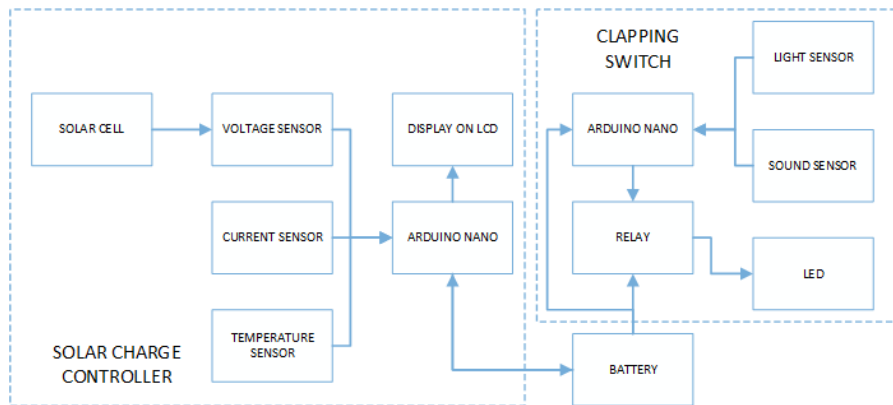 SOLAR CELL
VOLTAGE SENSOR
DISPLAY ON LCD
CURRENT SENSOR
ARDUINO NANO
TEMPERATURE
SENSOR
SOLAR CHARGE
CONTROLLER
CLAPPING
SWITCH
LIGHT SENSOR
ARDUINO NANO
SOUND SENSOR
RELAY
LED
BATTERY